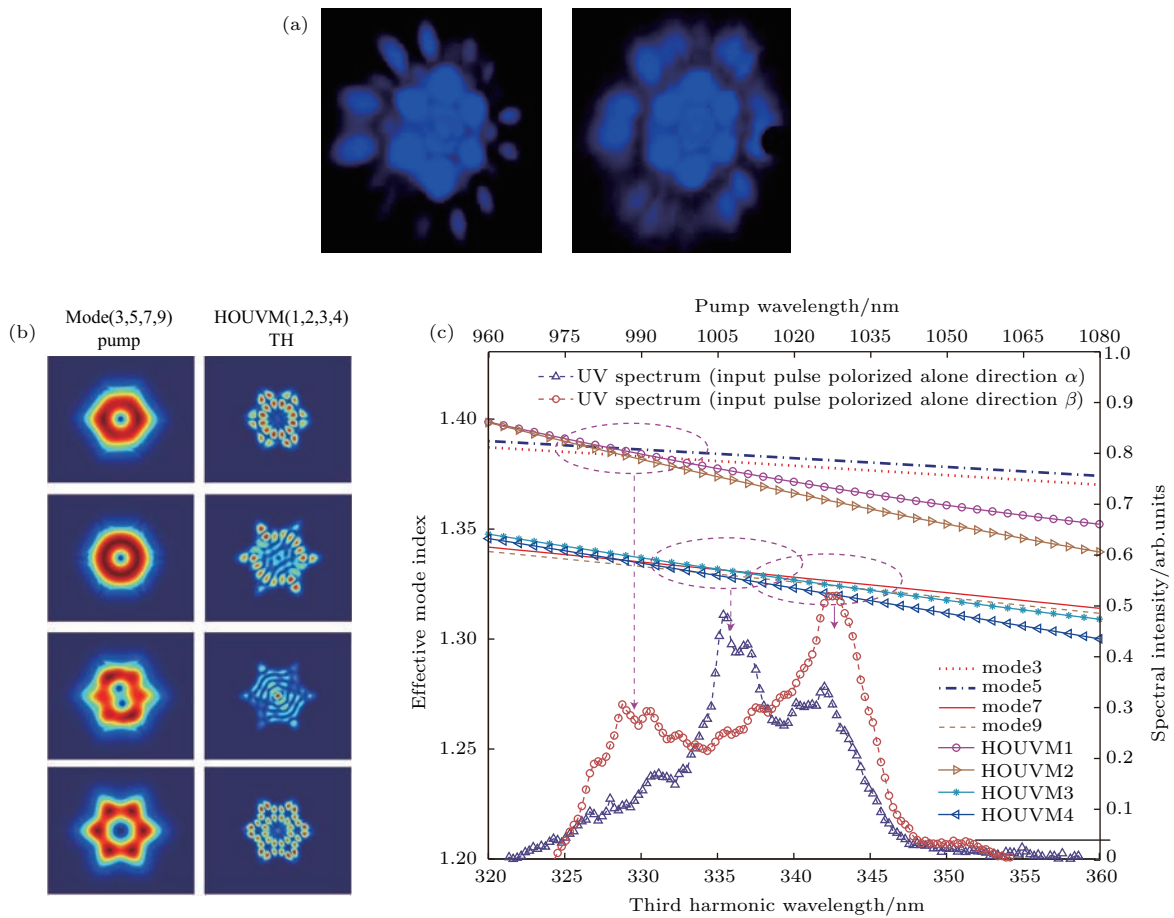 (a)
(b)
Mode(3,5,7,9)
pump
HOUVM(1,2,3,4)
TH
(c)
Pump wavelength/nm
960 975 990 1005 1020 1035 1050 1065 1080
UV spectrum (input pulse polorized alone direction α)
UV spectrum (input pulse polorized alone direction β)
Effective mode index
1.40
1.35
1.30
1.25
1.20
1.0
0.9
0.8
0.7
0.6
0.5
0.4
0.3
0.2
0.1
0
Spectral intensity/arb.units
mode3
mode5
mode7
mode9
HOUVM1
HOUVM2
HOUVM3
HOUVM4
320 325 330 335 340 345 350 355 360
Third harmonic wavelength/nm